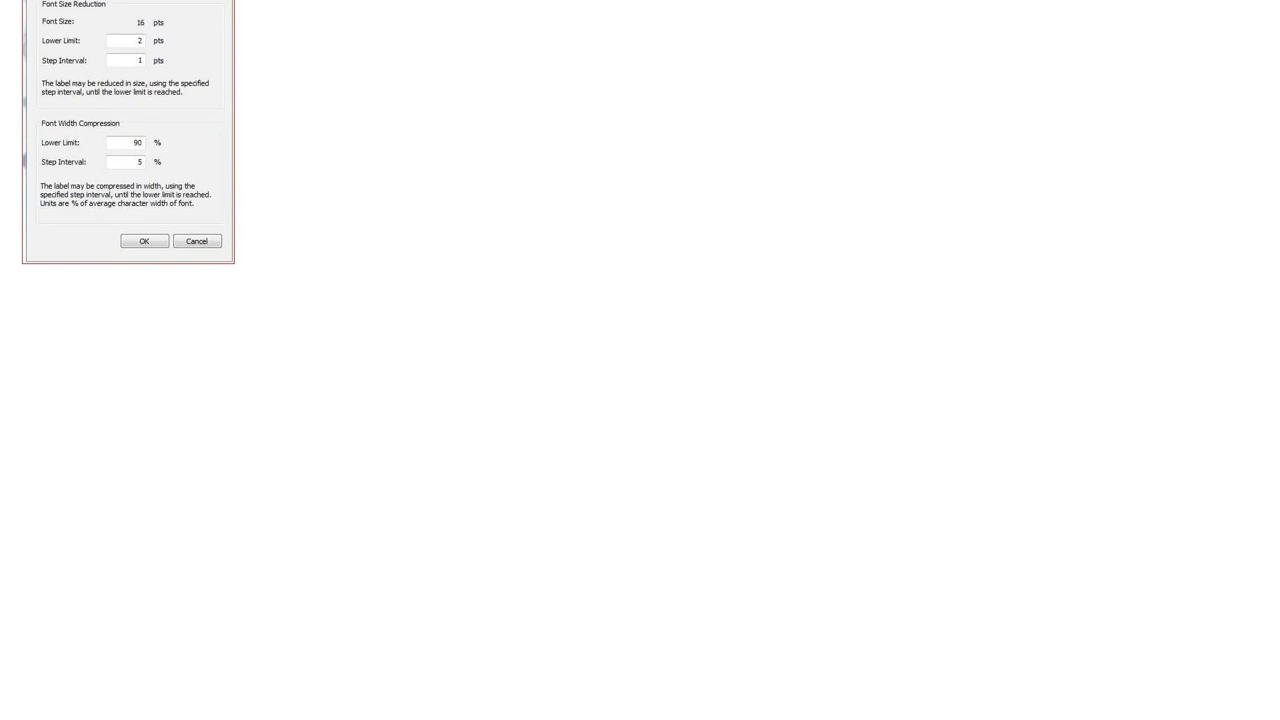 Font Size Reduction
Font Size: 16 pts
Lower Limit: 2 pts
Step Interval: 1 pts
The label may be reduced in size, using the specified
step interval, until the lower limit is reached.
Font Width Compression
Lower Limit: 90 %
Step Interval: 5 %
The label may be compressed in width, using the
specified step interval, until the lower limit is reached.
Units are % of average character width of font.
OK Cancel